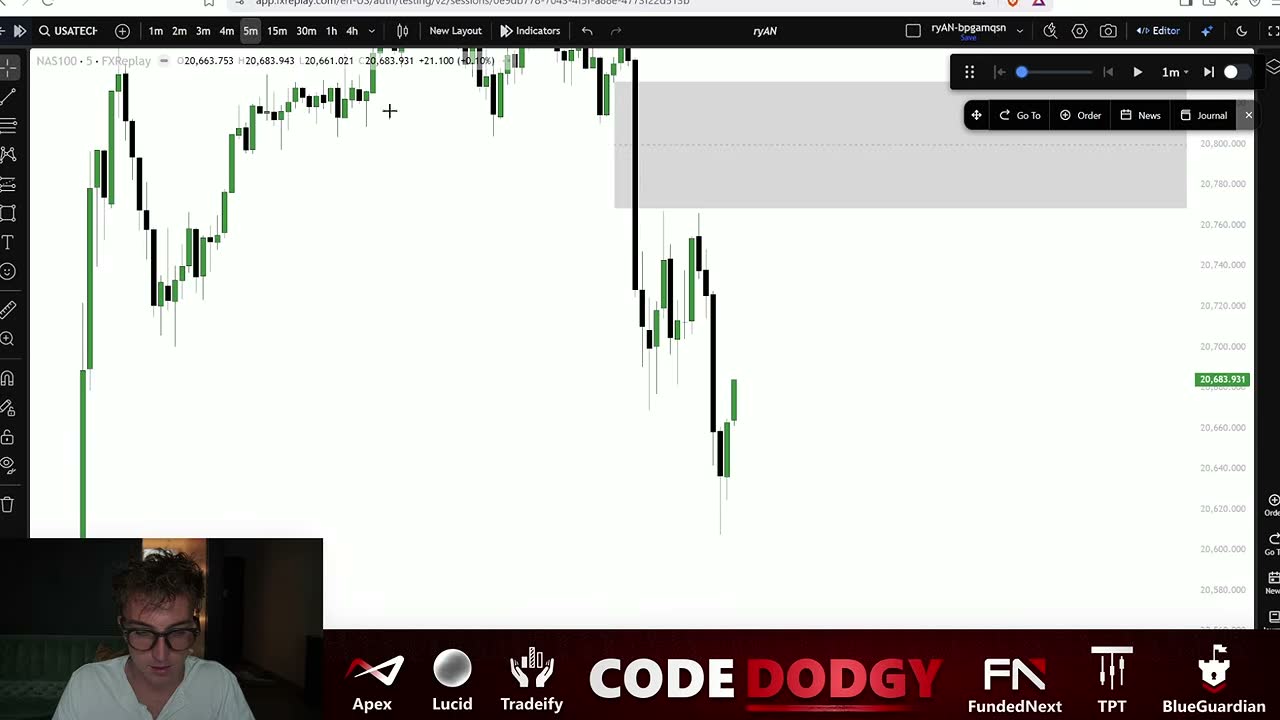 USATECH
1m 2m 3m 4m 5m 15m 30m 1h 4h
New Layout
Indicators
ryAN
ryAN-bpgamqsn
Save
Editor
NAS100 · 5 · FXReplay
O20,663.753 H20,683.943 L20,661.021 C20,683.931 +21.100 (+0.10%)
1m
Go To
Order
News
Journal
20,800.000
20,780.000
20,760.000
20,740.000
20,720.000
20,700.000
20,683.931
20,660.000
20,640.000
20,620.000
20,600.000
20,580.000
Apex
Lucid
Tradeify
CODE DODGY
FN
FundedNext
TPT
BlueGuardian